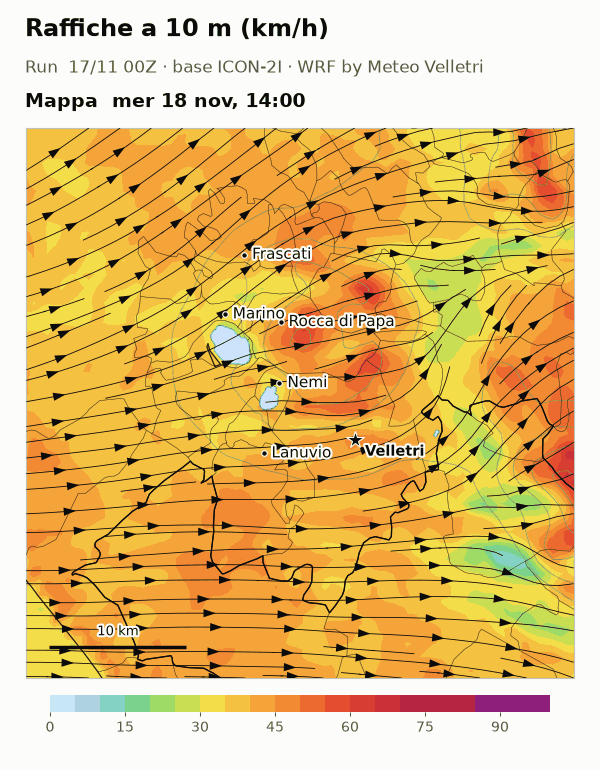 Raffiche a 10 m (km/h)
Run  17/11 00Z · base ICON-2I · WRF by Meteo Velletri
Mappa  mer 18 nov, 14:00
Frascati
Marino
Rocca di Papa
Nemi
Velletri
Lanuvio
10 km
0 15 30 45 60 75 90